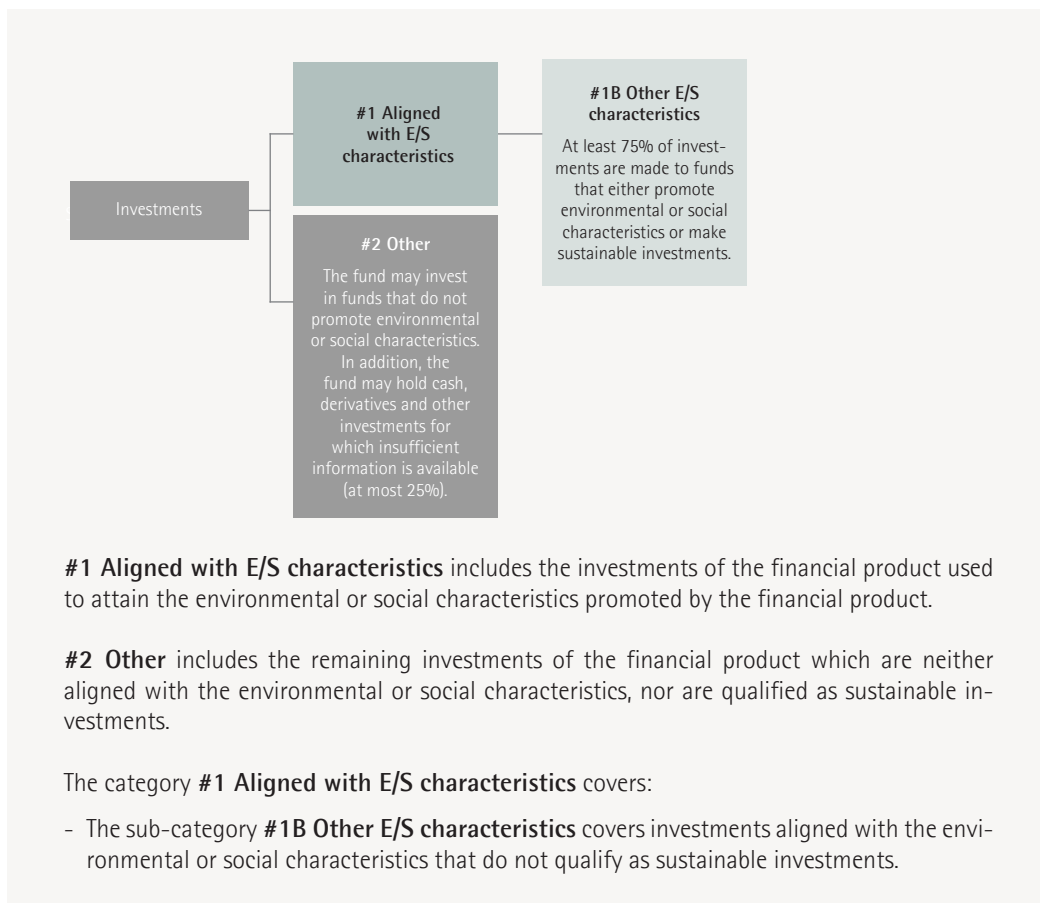 Investments
#1 Aligned
with E/S
characteristics
#1B Other E/S
characteristics
At least 75% of invest-
ments are made to funds
that either promote
environmental or social
characteristics or make
sustainable investments.
#2 Other
The fund may invest
in funds that do not
promote environmental
or social characteristics.
In addition, the
fund may hold cash,
derivatives and other
investments for
which insufficient
information is available
(at most 25%).
#1 Aligned with E/S characteristics includes the investments of the financial product used
to attain the environmental or social characteristics promoted by the financial product.
#2 Other includes the remaining investments of the financial product which are neither
aligned with the environmental or social characteristics, nor are qualified as sustainable in-
vestments.
The category #1 Aligned with E/S characteristics covers:
- The sub-category #1B Other E/S characteristics covers investments aligned with the envi-
ronmental or social characteristics that do not qualify as sustainable investments.